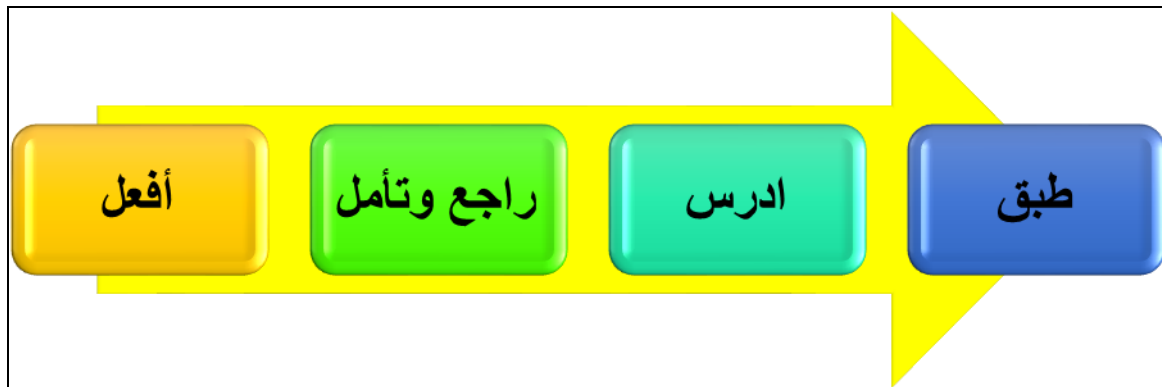 أفعل
راجع وتأمل
ادرس
طبق